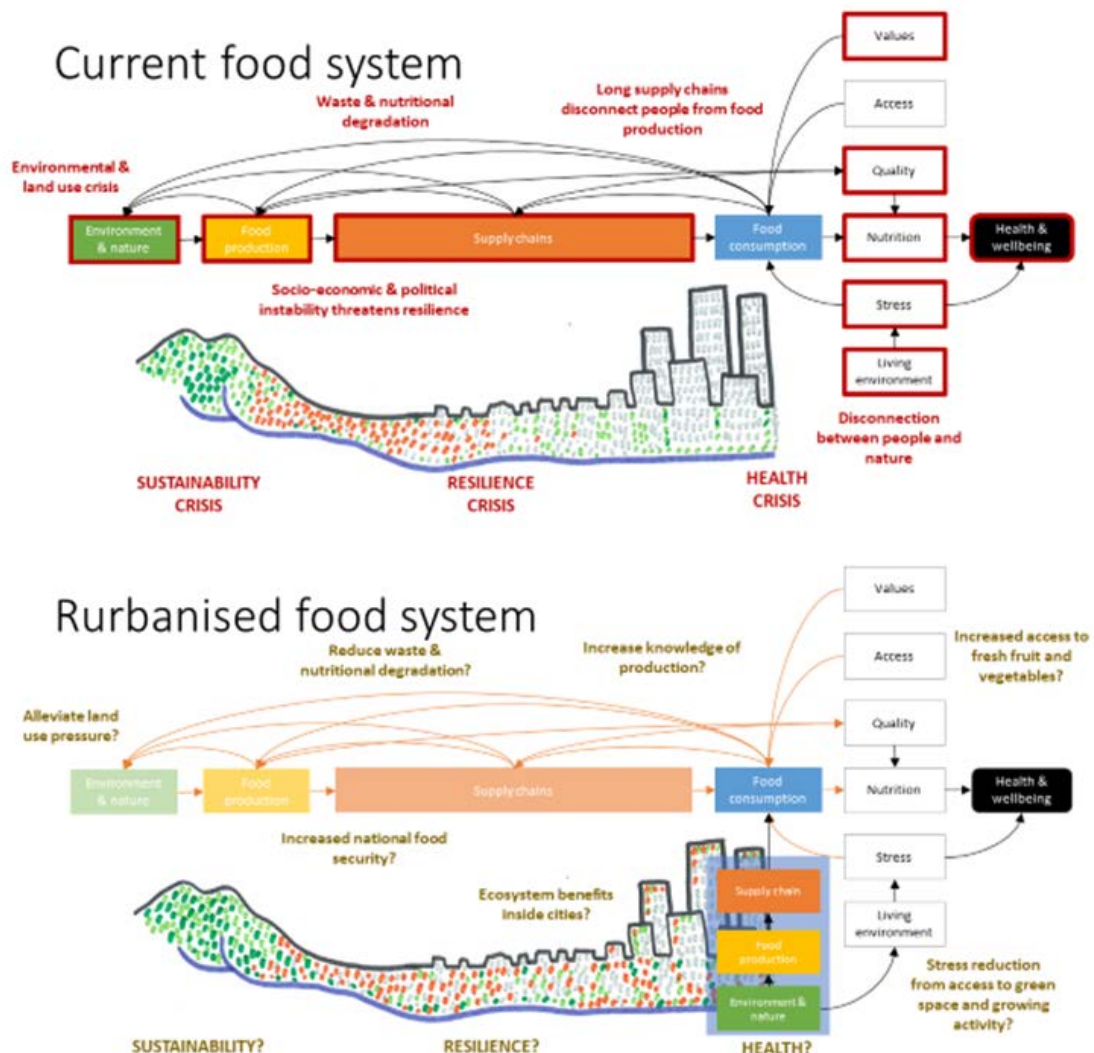 Current food system
Values
Access
Quality
Nutrition
Stress
Living
environment
Waste & nutritional
degradation
Long supply chains
disconnect people from food
production
Environmental &
land use crisis
Environment
& nature
Food
production
Supply chains
Food
consumption
Health &
wellbeing
Socio-economic & political
instability threatens resilience
Disconnection
between people and
nature
SUSTAINABILITY
CRISIS
RESILIENCE
CRISIS
HEALTH
CRISIS
Rurbanised food system
Values
Access
Quality
Nutrition
Stress
Living
environment
Increased access to
fresh fruit and
vegetables?
Reduce waste &
nutritional degradation?
Increase knowledge of
production?
Alleviate land
use pressure?
Environment
& nature
Food
production
Supply chains
Food
consumption
Health &
wellbeing
Increased national food
security?
Ecosystem benefits
inside cities?
Supply chain
Food
production
Environment &
nature
Stress reduction
from access to green
space and growing
activity?
SUSTAINABILITY?
RESILIENCE?
HEALTH?